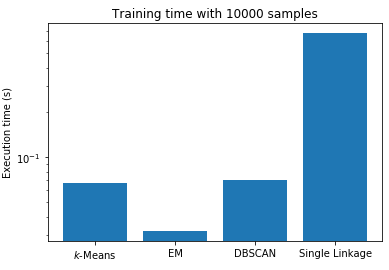 Training time with 10000 samples
Execution time (s)
10⁻¹
k-Means EM DBSCAN Single Linkage